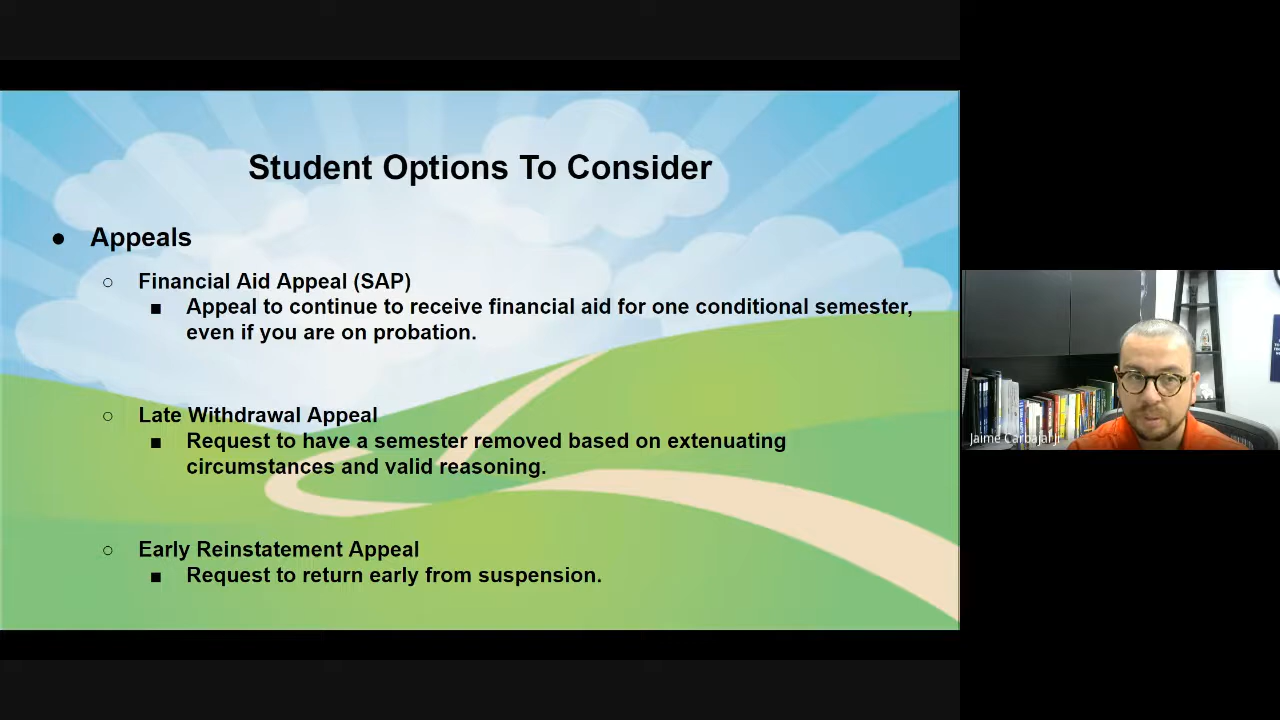 Student Options To Consider
● Appeals
○ Financial Aid Appeal (SAP)
■ Appeal to continue to receive financial aid for one conditional semester,
even if you are on probation.
○ Late Withdrawal Appeal
■ Request to have a semester removed based on extenuating
circumstances and valid reasoning.
○ Early Reinstatement Appeal
■ Request to return early from suspension.
Jaime Carbajal Jr